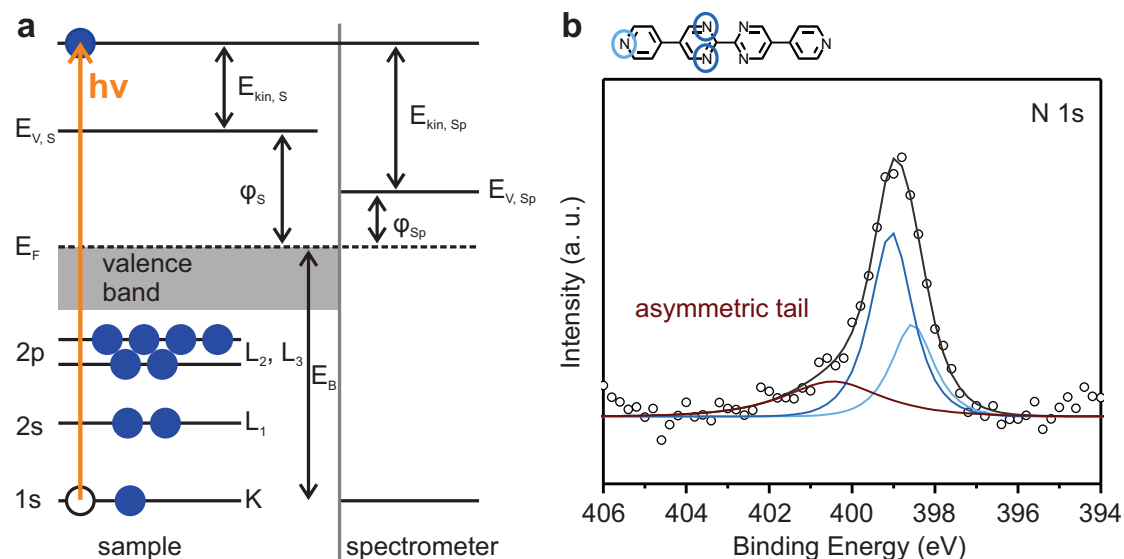 a
hν
E_kin, S
E_kin, Sp
E_V, S
φ_S
E_V, Sp
φ_Sp
E_F
valence
band
2p
L_2, L_3
E_B
2s
L_1
1s
K
sample
spectrometer
b
N
N
N
N
N
N
N 1s
asymmetric tail
Intensity (a. u.)
406 404 402 400 398 396 394
Binding Energy (eV)